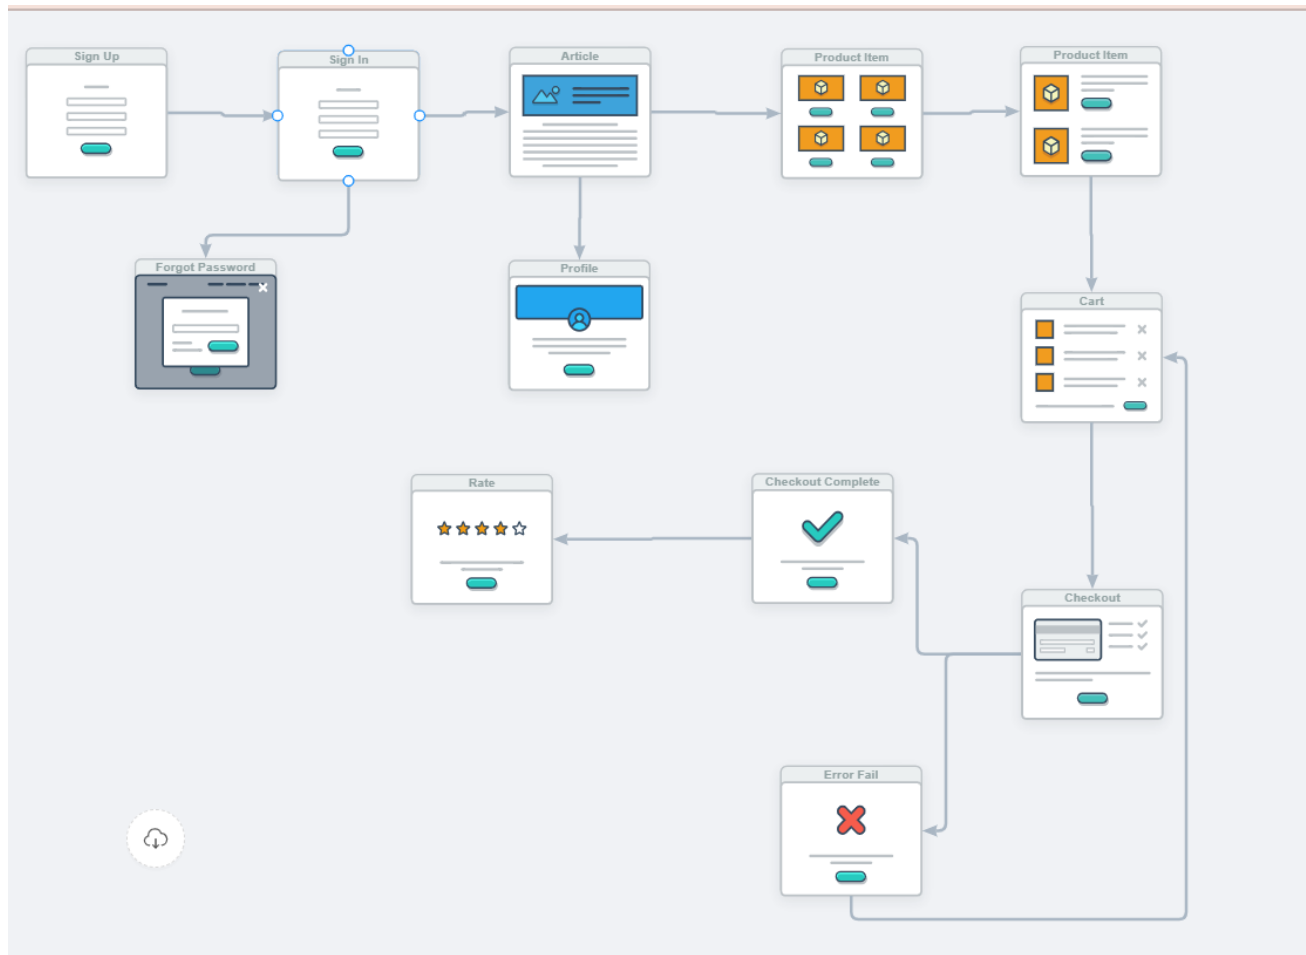 Sign Up
Sign In
Article
Product Item
Product Item
Forgot Password
Profile
Cart
Rate
Checkout Complete
Checkout
Error Fail